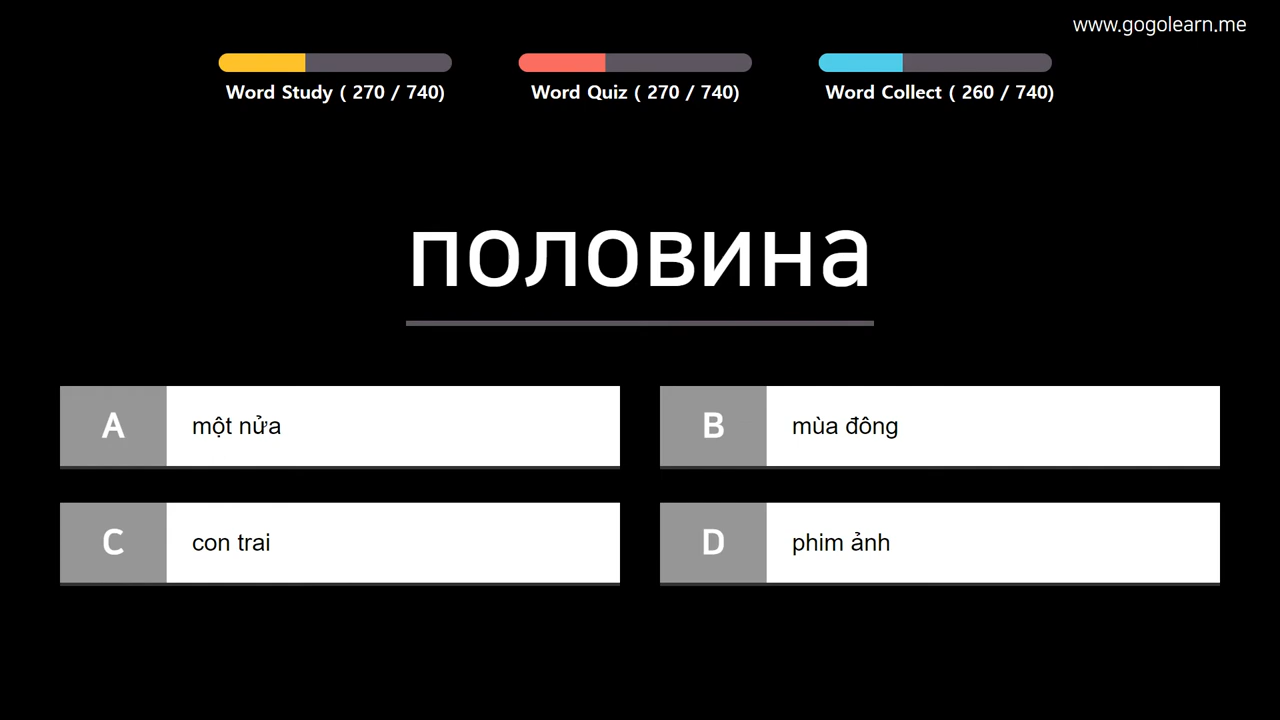 www.gogolearn.me
Word Study ( 270 / 740)
Word Quiz ( 270 / 740)
Word Collect ( 260 / 740)
половина
A một nửa
B mùa đông
C con trai
D phim ảnh